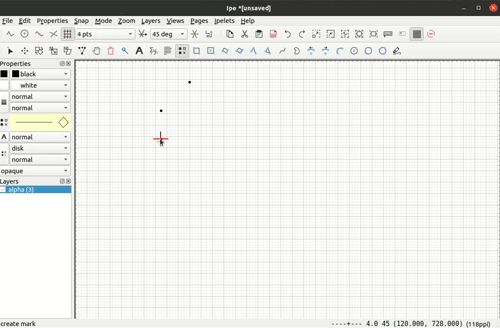 Ipe *[unsaved]
File Edit Properties Snap Mode Zoom Layers Views Pages Ipelets Help
4 pts 45 deg
A
Properties
black
white
normal
normal
A normal
disk
normal
opaque
Layers
alpha (3)
create mark ----+--- 4.0 45 (120.000, 728.000) (118ppi)